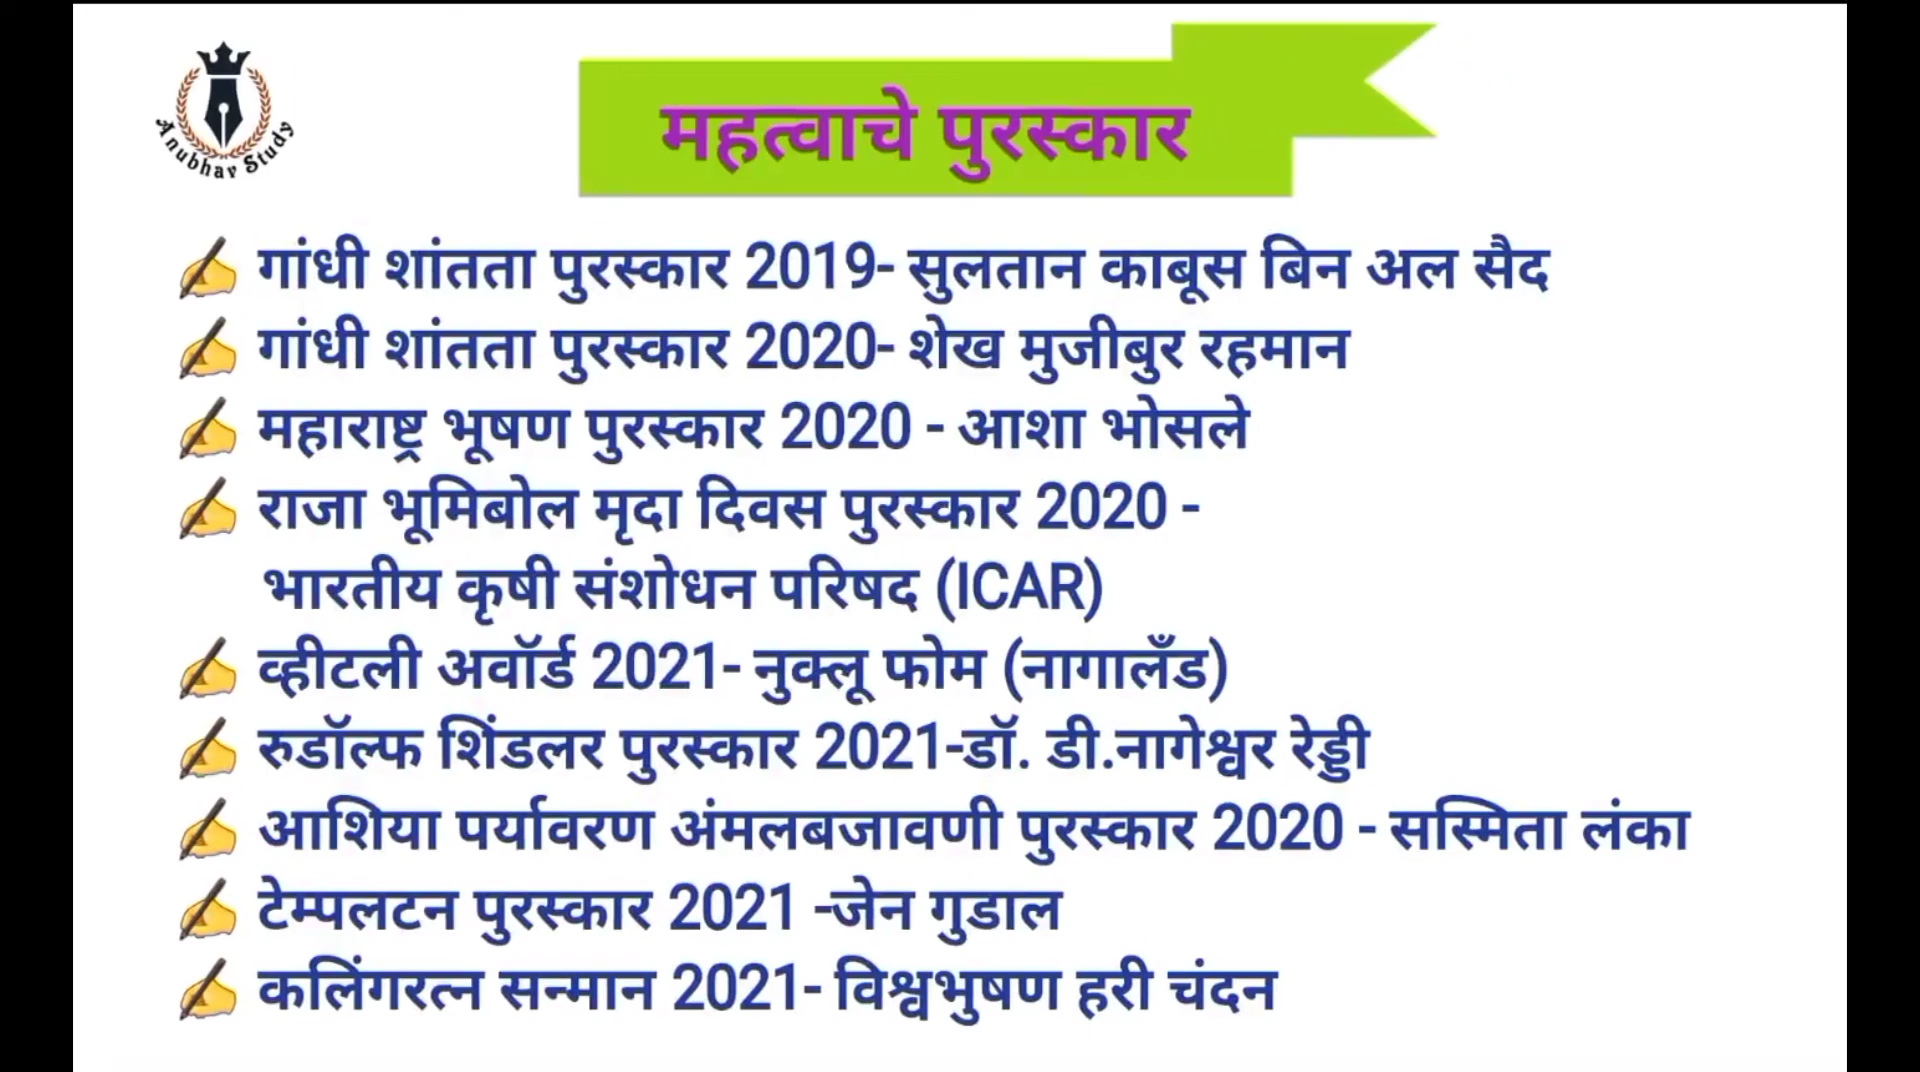 Anubhav Study
महत्वाचे पुरस्कार
गांधी शांतता पुरस्कार 2019- सुलतान काबूस बिन अल सैद
गांधी शांतता पुरस्कार 2020- शेख मुजीबुर रहमान
महाराष्ट्र भूषण पुरस्कार 2020 - आशा भोसले
राजा भूमिबोल मृदा दिवस पुरस्कार 2020 -
भारतीय कृषी संशोधन परिषद (ICAR)
व्हीटली अवॉर्ड 2021- नुक्लू फोम (नागालँड)
रुडॉल्फ शिंडलर पुरस्कार 2021-डॉ. डी.नागेश्वर रेड्डी
आशिया पर्यावरण अंमलबजावणी पुरस्कार 2020 - सस्मिता लंका
टेम्पलटन पुरस्कार 2021 -जेन गुडाल
कलिंगरत्न सन्मान 2021- विश्वभुषण हरी चंदन